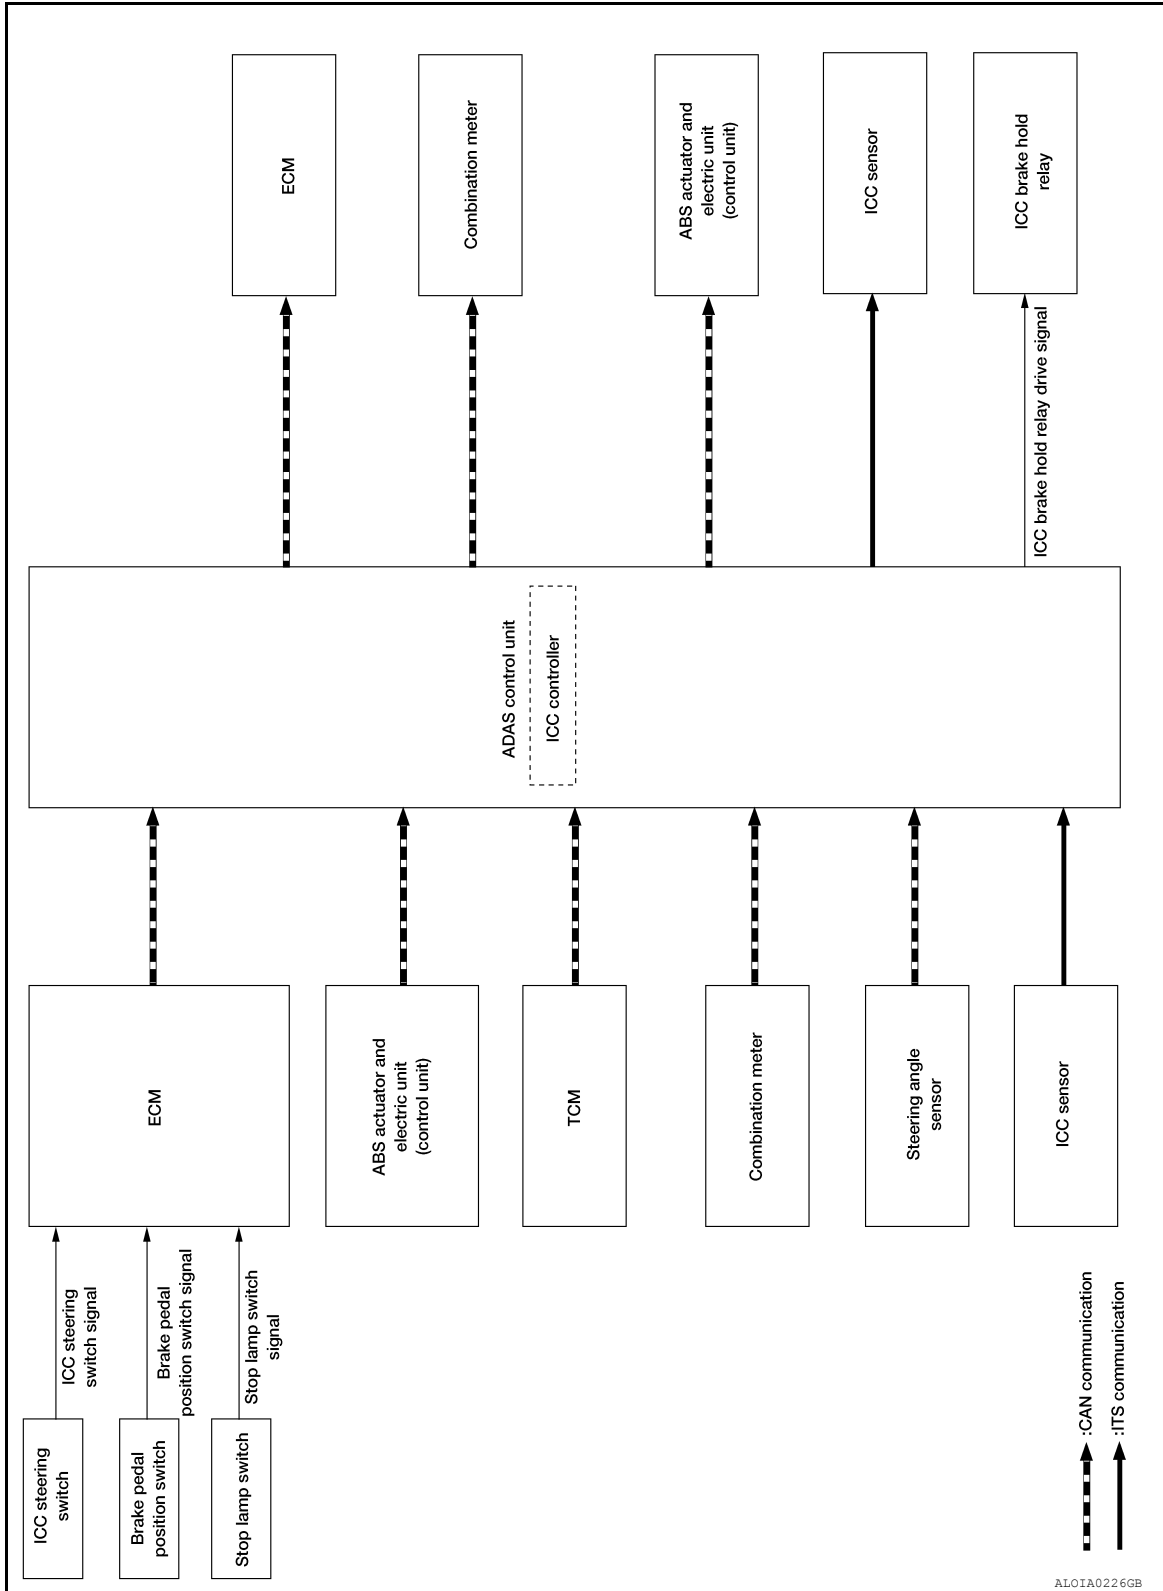 ICC steering
switch
ICC steering
switch signal
Brake pedal
position switch
Brake pedal
position switch signal
Stop lamp switch
Stop lamp switch
signal
ECM
ABS actuator and
electric unit
(control unit)
TCM
Combination meter
Steering angle
sensor
ICC sensor
ADAS control unit
ICC controller
ECM
Combination meter
ABS actuator and
electric unit
(control unit)
ICC sensor
ICC brake hold
relay
ICC brake hold relay drive signal
:CAN communication
:ITS communication
ALOIA0226GB